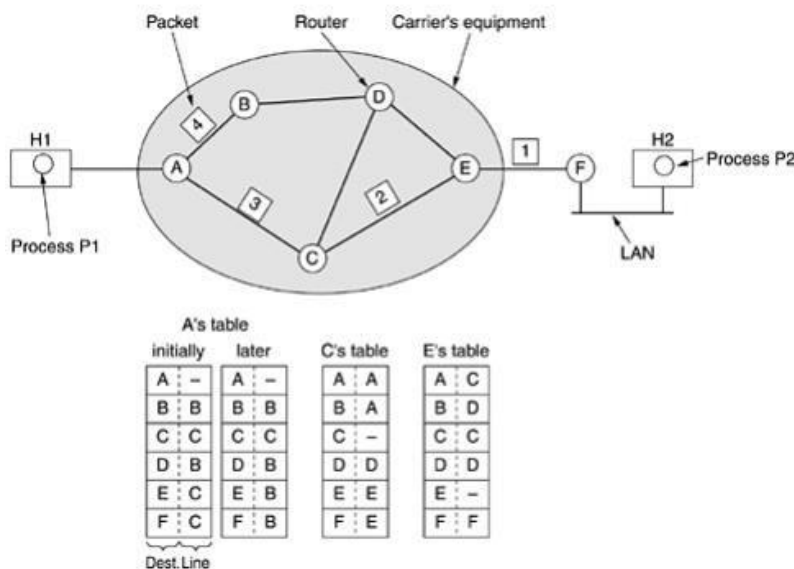 Packet Router Carrier's equipment
B D
4
H1 1 H2
A E F Process P2
3 2
Process P1 C LAN
A's table
initially later C's table E's table
A – A – A A A C
B B B B B A B D
C C C C C – C C
D B D B D D D D
E C E B E E E –
F C F B F E F F
Dest. Line